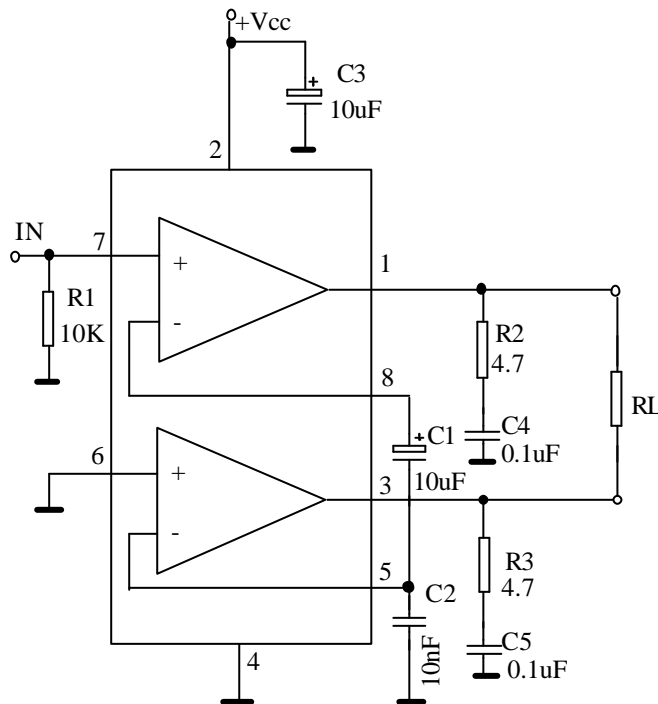 +Vcc
C3
10uF
2
IN
7
+
1
R1
10K
-
R2
4.7
8
RL
C4
0.1uF
C1
10uF
6
+
3
-
5
R3
4.7
C2
10nF
4
C5
0.1uF
+
+